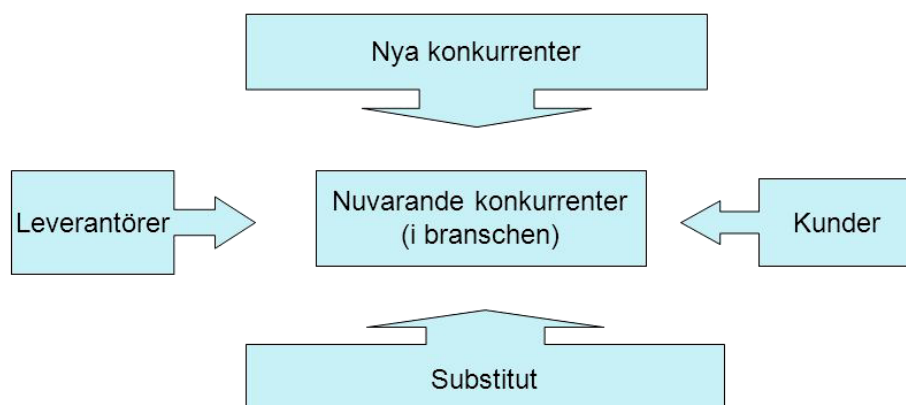 Nya konkurrenter
Leverantörer
Nuvarande konkurrenter
(i branschen)
Kunder
Substitut